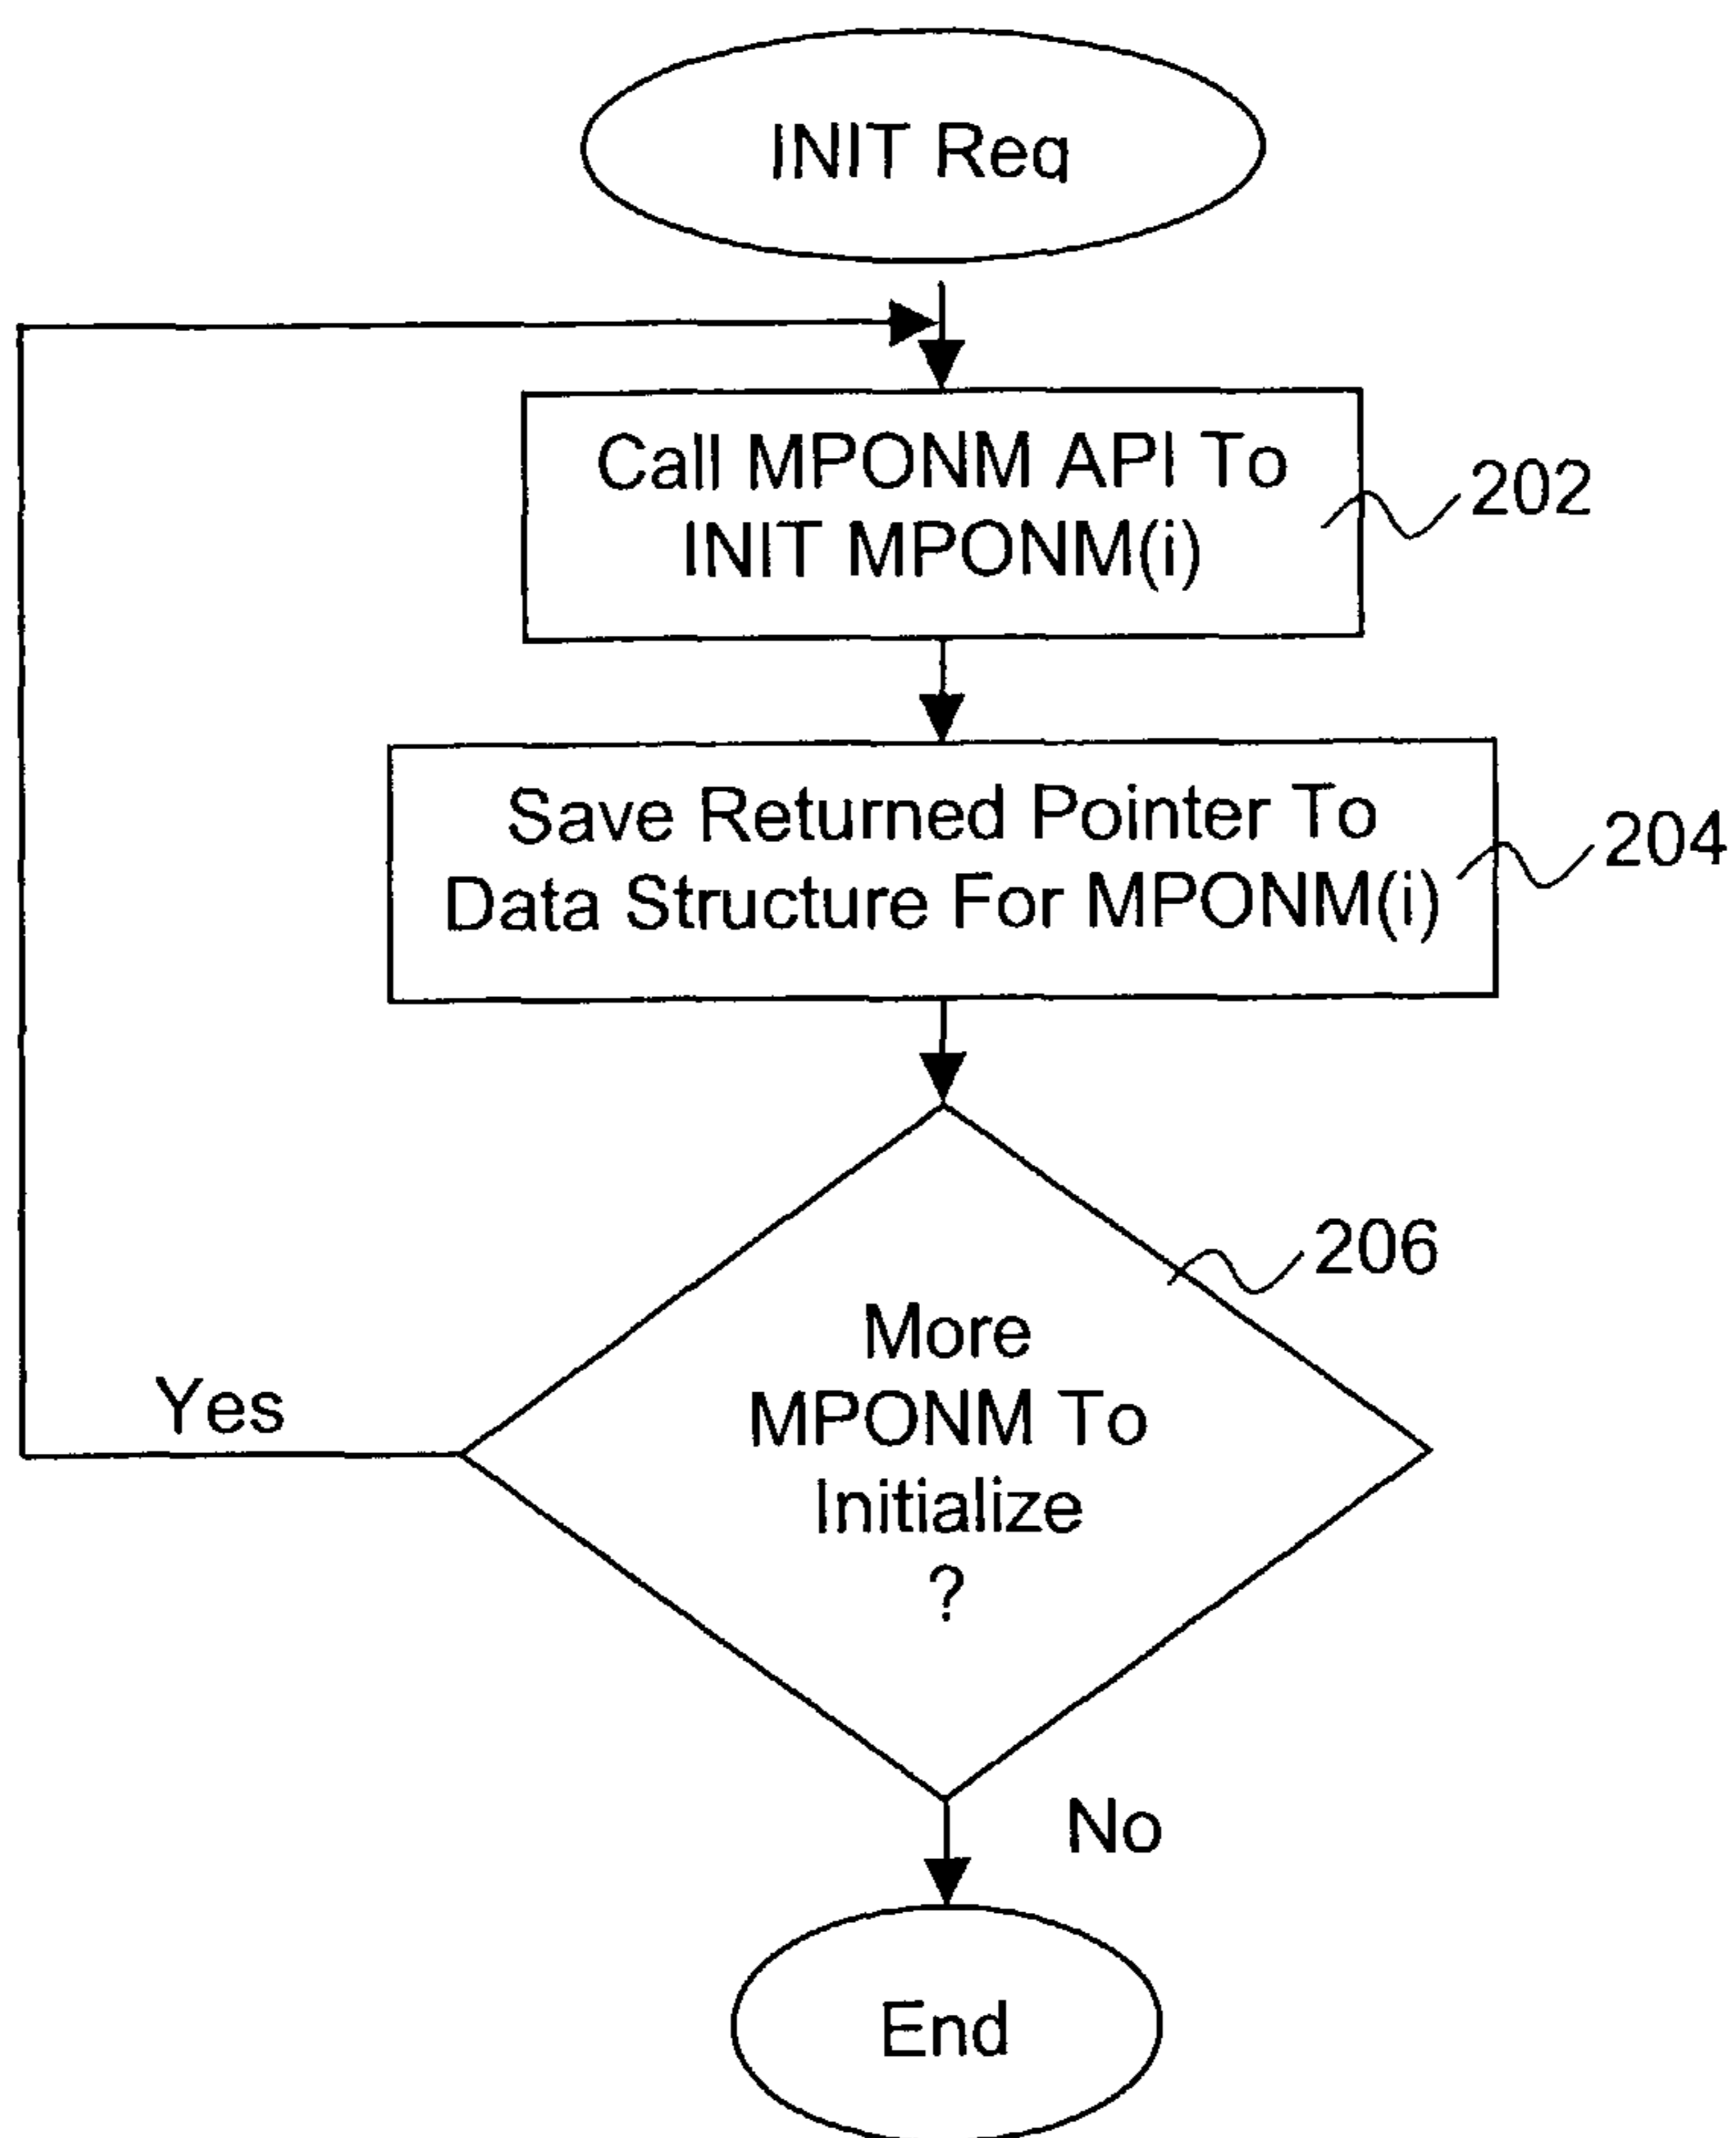 INIT Req
Call MPONM API To
INIT MPONM(i)
202
Save Returned Pointer To
Data Structure For MPONM(i)
204
206
More
MPONM To
Initialize
?
Yes
No
End